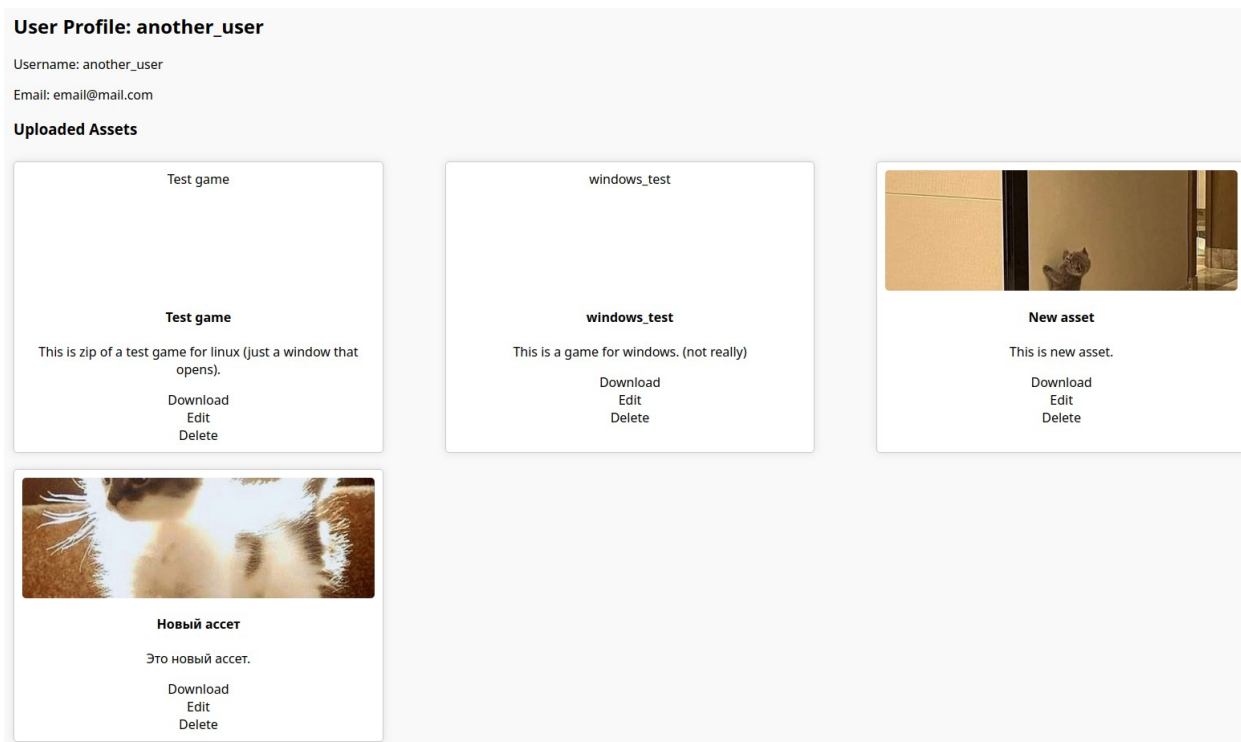 User Profile: another_user
Username: another_user
Email: email@mail.com
Uploaded Assets
Test game
Test game
This is zip of a test game for linux (just a window that
opens).
Download
Edit
Delete
windows_test
windows_test
This is a game for windows. (not really)
Download
Edit
Delete
New asset
This is new asset.
Download
Edit
Delete
Новый ассет
Это новый ассет.
Download
Edit
Delete